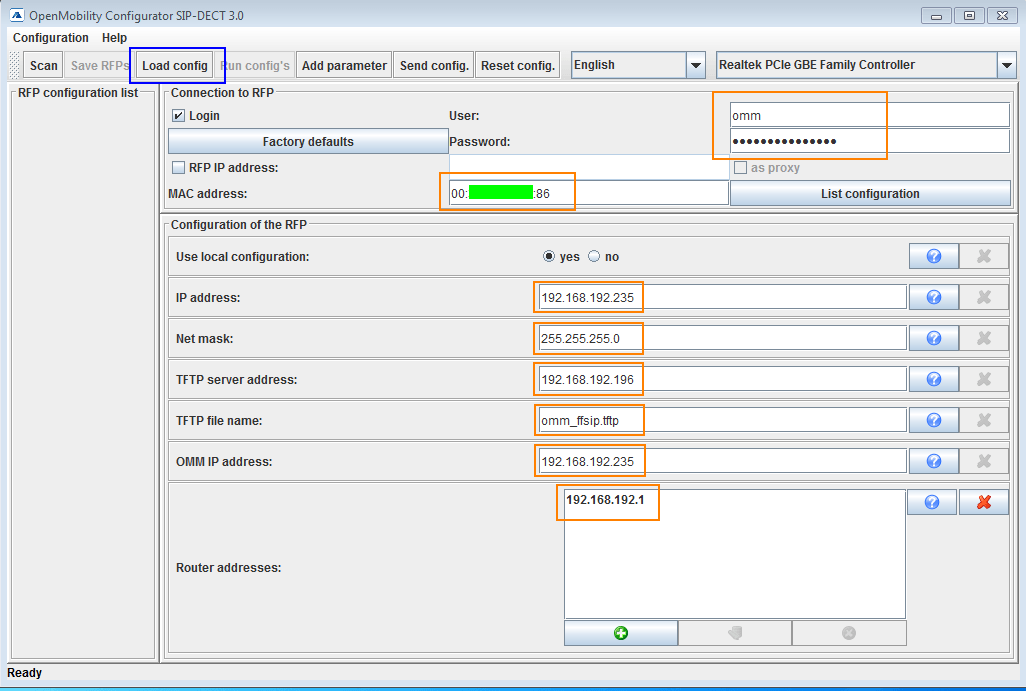 OpenMobility Configurator SIP-DECT 3.0
Configuration Help
Scan Save RFPs Load config un config's Add parameter Send config. Reset config. English Realtek PCIe GBE Family Controller
RFP configuration list
Connection to RFP
Login User: omm
Factory defaults Password: •••••••••••••••
RFP IP address: as proxy
MAC address: 00: :86 List configuration
Configuration of the RFP
Use local configuration: yes no
IP address: 192.168.192.235
Net mask: 255.255.255.0
TFTP server address: 192.168.192.196
TFTP file name: omm_ffsip.tftp
OMM IP address: 192.168.192.235
192.168.192.1
Router addresses:
Ready